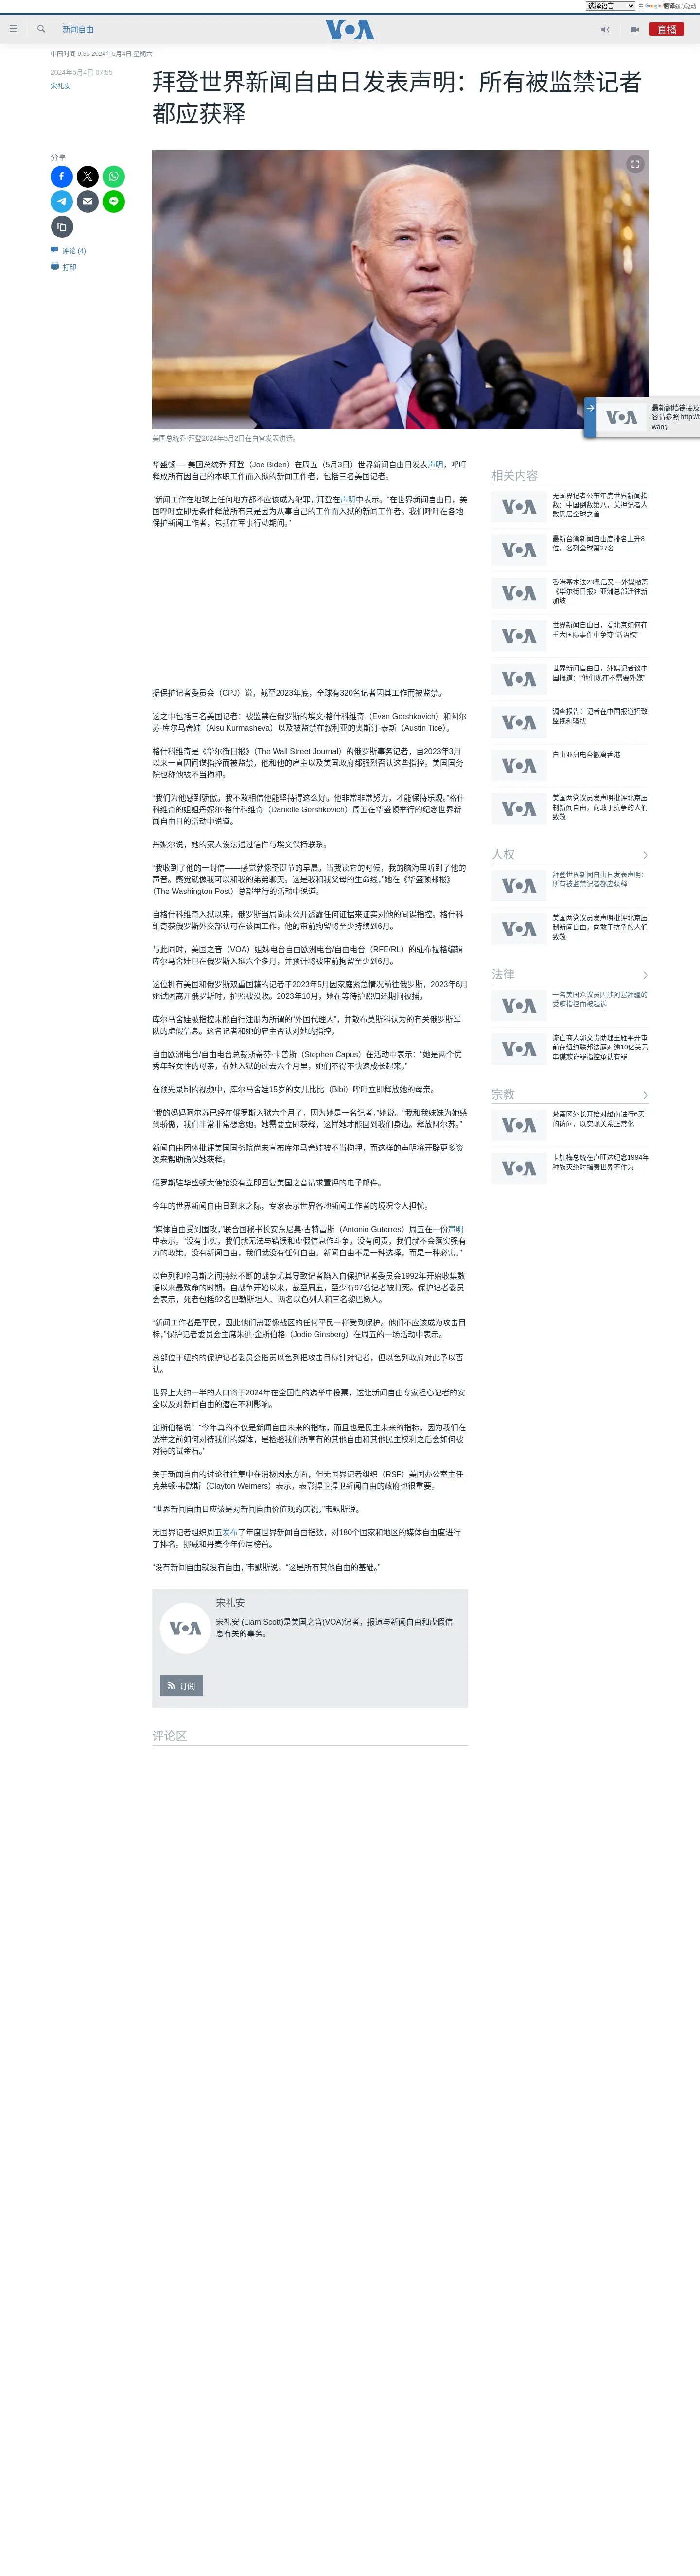 选择语言 由 Google 翻译强力驱动
新闻自由
VOA
直播
中国时间 9:36 2024年5月4日 星期六
2024年5月4日 07:55
宋礼安
拜登世界新闻自由日发表声明：所有被监禁记者
都应获释
分享
评论 (4)
打印
美国总统乔·拜登2024年5月2日在白宫发表讲话。
VOA
最新翻墙链接及
容请参照 http://b
wang
华盛顿 — 美国总统乔·拜登（Joe Biden）在周五（5月3日）世界新闻自由日发表声明，呼吁
释放所有因自己的本职工作而入狱的新闻工作者，包括三名美国记者。
“新闻工作在地球上任何地方都不应该成为犯罪，”拜登在声明中表示。“在世界新闻自由日，美
国呼吁立即无条件释放所有只是因为从事自己的工作而入狱的新闻工作者。我们呼吁在各地
保护新闻工作者，包括在军事行动期间。”
据保护记者委员会（CPJ）说，截至2023年底，全球有320名记者因其工作而被监禁。
这之中包括三名美国记者：被监禁在俄罗斯的埃文·格什科维奇（Evan Gershkovich）和阿尔
苏·库尔马舍娃（Alsu Kurmasheva）以及被监禁在叙利亚的奥斯汀·泰斯（Austin Tice）。
格什科维奇是《华尔街日报》（The Wall Street Journal）的俄罗斯事务记者，自2023年3月
以来一直因间谍指控而被监禁，他和他的雇主以及美国政府都强烈否认这些指控。美国国务
院也称他被不当拘押。
“我们为他感到骄傲。我不敢相信他能坚持得这么好。他非常非常努力，才能保持乐观。”格什
科维奇的姐姐丹妮尔·格什科维奇（Danielle Gershkovich）周五在华盛顿举行的纪念世界新
闻自由日的活动中说道。
丹妮尔说，她的家人设法通过信件与埃文保持联系。
“我收到了他的一封信——感觉就像圣诞节的早晨。当我读它的时候，我的脑海里听到了他的
声音。感觉就像我可以和我的弟弟聊天。这是我和我父母的生命线，”她在《华盛顿邮报》
（The Washington Post）总部举行的活动中说道。
自格什科维奇入狱以来，俄罗斯当局尚未公开透露任何证据来证实对他的间谍指控。格什科
维奇获俄罗斯外交部认可在该国工作，他的审前拘留将至少持续到6月。
与此同时，美国之音（VOA）姐妹电台自由欧洲电台/自由电台（RFE/RL）的驻布拉格编辑
库尔马舍娃已在俄罗斯入狱六个多月，并预计将被审前拘留至少到6月。
这位拥有美国和俄罗斯双重国籍的记者于2023年5月因家庭紧急情况前往俄罗斯，2023年6月
她试图离开俄罗斯时，护照被没收。2023年10月，她在等待护照归还期间被捕。
库尔马舍娃被指控未能自行注册为所谓的“外国代理人”，并散布莫斯科认为的有关俄罗斯军
队的虚假信息。这名记者和她的雇主否认对她的指控。
自由欧洲电台/自由电台总裁斯蒂芬·卡普斯（Stephen Capus）在活动中表示：“她是两个优
秀年轻女性的母亲，在她入狱的过去六个月里，她们不得不快速成长起来。”
在预先录制的视频中，库尔马舍娃15岁的女儿比比（Bibi）呼吁立即释放她的母亲。
“我的妈妈阿尔苏已经在俄罗斯入狱六个月了，因为她是一名记者，”她说。“我和我妹妹为她感
到骄傲，我们非常非常想念她。她需要立即获释，这样她才能回到我们身边。释放阿尔苏。”
新闻自由团体批评美国国务院尚未宣布库尔马舍娃被不当拘押，而这样的声明将开辟更多资
源来帮助确保她获释。
俄罗斯驻华盛顿大使馆没有立即回复美国之音请求置评的电子邮件。
今年的世界新闻自由日到来之际，专家表示世界各地新闻工作者的境况令人担忧。
“媒体自由受到围攻，”联合国秘书长安东尼奥·古特雷斯（Antonio Guterres）周五在一份声明
中表示。“没有事实，我们就无法与错误和虚假信息作斗争。没有问责，我们就不会落实强有
力的政策。没有新闻自由，我们就没有任何自由。新闻自由不是一种选择，而是一种必需。”
以色列和哈马斯之间持续不断的战争尤其导致记者陷入自保护记者委员会1992年开始收集数
据以来最致命的时期。自战争开始以来，截至周五，至少有97名记者被打死。保护记者委员
会表示，死者包括92名巴勒斯坦人、两名以色列人和三名黎巴嫩人。
“新闻工作者是平民，因此他们需要像战区的任何平民一样受到保护。他们不应该成为攻击目
标，”保护记者委员会主席朱迪·金斯伯格（Jodie Ginsberg）在周五的一场活动中表示。
总部位于纽约的保护记者委员会指责以色列把攻击目标针对记者，但以色列政府对此予以否
认。
世界上大约一半的人口将于2024年在全国性的选举中投票，这让新闻自由专家担心记者的安
全以及对新闻自由的潜在不利影响。
金斯伯格说：“今年真的不仅是新闻自由未来的指标，而且也是民主未来的指标，因为我们在
选举之前如何对待我们的媒体，是检验我们所享有的其他自由和其他民主权利之后会如何被
对待的试金石。”
关于新闻自由的讨论往往集中在消极因素方面，但无国界记者组织（RSF）美国办公室主任
克莱顿·韦默斯（Clayton Weimers）表示，表彰捍卫捍卫新闻自由的政府也很重要。
“世界新闻自由日应该是对新闻自由价值观的庆祝，”韦默斯说。
无国界记者组织周五发布了年度世界新闻自由指数，对180个国家和地区的媒体自由度进行
了排名。挪威和丹麦今年位居榜首。
“没有新闻自由就没有自由，”韦默斯说。“这是所有其他自由的基础。”
VOA
宋礼安
宋礼安 (Liam Scott)是美国之音(VOA)记者，报道与新闻自由和虚假信
息有关的事务。
订阅
评论区
相关内容
VOA
无国界记者公布年度世界新闻指
数：中国倒数第八，关押记者人
数仍居全球之首
VOA
最新台湾新闻自由度排名上升8
位，名列全球第27名
VOA
香港基本法23条后又一外媒撤离
《华尔街日报》亚洲总部迁往新
加坡
VOA
世界新闻自由日，看北京如何在
重大国际事件中争夺“话语权”
VOA
世界新闻自由日，外媒记者谈中
国报道：“他们现在不需要外媒”
VOA
调查报告：记者在中国报道招致
监视和骚扰
VOA
自由亚洲电台撤离香港
VOA
美国两党议员发声明批评北京压
制新闻自由，向敢于抗争的人们
致敬
人权
VOA
拜登世界新闻自由日发表声明：
所有被监禁记者都应获释
VOA
美国两党议员发声明批评北京压
制新闻自由，向敢于抗争的人们
致敬
法律
VOA
一名美国众议员因涉阿塞拜疆的
受贿指控而被起诉
VOA
流亡商人郭文贵助理王雁平开审
前在纽约联邦法庭对逾10亿美元
串谋欺诈罪指控承认有罪
宗教
VOA
梵蒂冈外长开始对越南进行6天
的访问，以实现关系正常化
VOA
卡加梅总统在卢旺达纪念1994年
种族灭绝时指责世界不作为